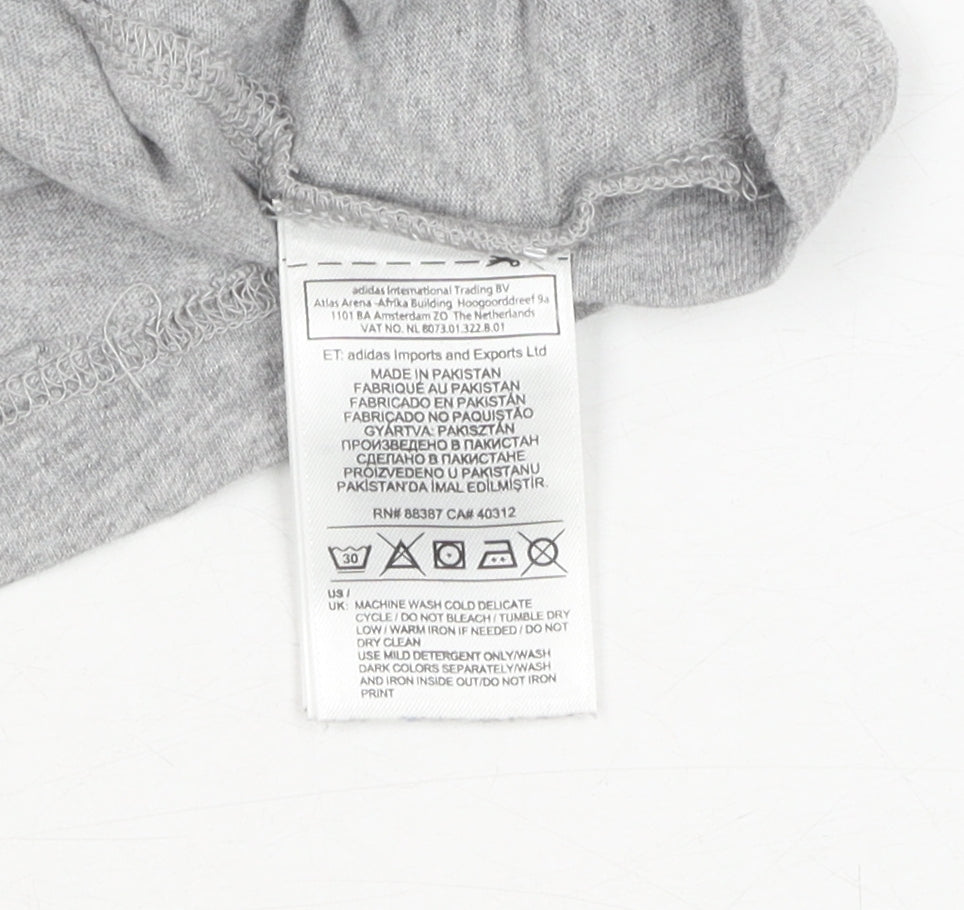 adidas International Trading BV
Atlas Arena -Afrika Building Hoogoorddreef 9a
1101 BA Amsterdam ZO The Netherlands
VAT NO. NL 8073.01.322.B.01
ET: adidas Imports and Exports Ltd
MADE IN PAKISTAN
FABRIQUÉ AU PAKISTAN
FABRICADO EN PAKISTÁN
FABRICADO NO PAQUISTÃO
GYÁRTVA: PAKISZTÁN
ПРОИЗВЕДЕНО В ПАКИСТАН
СДЕЛАНО В ПАКИСТАНЕ
PROIZVEDENO U PAKISTANU
PAKİSTAN'DA İMAL EDİLMİŞTİR.
RN# 88387 CA# 40312
30
US /
UK: MACHINE WASH COLD DELICATE
CYCLE / DO NOT BLEACH / TUMBLE DRY
LOW / WARM IRON IF NEEDED / DO NOT
DRY CLEAN
USE MILD DETERGENT ONLY/WASH
DARK COLORS SEPARATELY/WASH
AND IRON INSIDE OUT/DO NOT IRON
PRINT